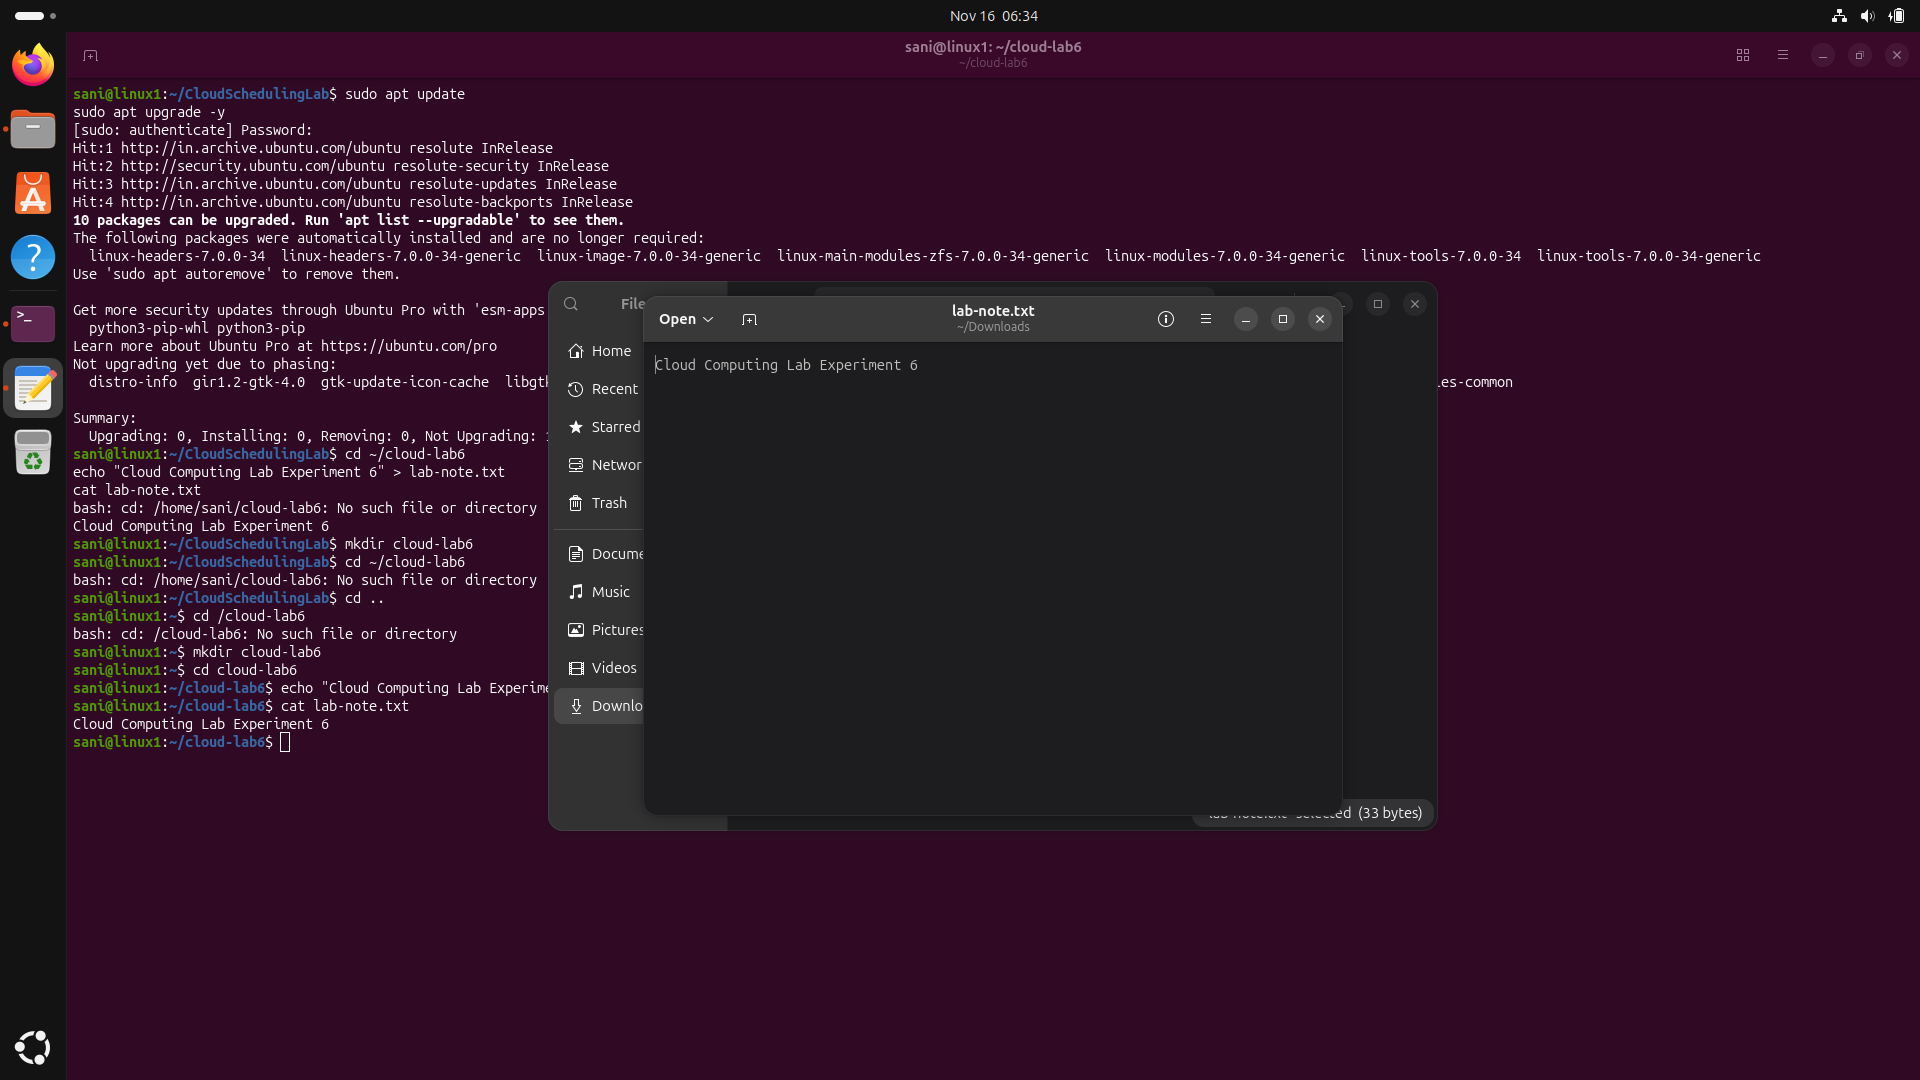 Nov 16 06:34
sani@linux1: ~/cloud-lab6
~/cloud-lab6
sani@linux1:~/CloudSchedulingLab$ sudo apt update
sudo apt upgrade -y
[sudo: authenticate] Password:
Hit:1 http://in.archive.ubuntu.com/ubuntu resolute InRelease
Hit:2 http://security.ubuntu.com/ubuntu resolute-security InRelease
Hit:3 http://in.archive.ubuntu.com/ubuntu resolute-updates InRelease
Hit:4 http://in.archive.ubuntu.com/ubuntu resolute-backports InRelease
10 packages can be upgraded. Run 'apt list --upgradable' to see them.
The following packages were automatically installed and are no longer required:
linux-headers-7.0.0-34 linux-headers-7.0.0-34-generic linux-image-7.0.0-34-generic linux-main-modules-zfs-7.0.0-34-generic linux-modules-7.0.0-34-generic linux-tools-7.0.0-34 linux-tools-7.0.0-34-generic
Use 'sudo apt autoremove' to remove them.
Get more security updates through Ubuntu Pro with 'esm-apps
python3-pip-whl python3-pip
Learn more about Ubuntu Pro at https://ubuntu.com/pro
Not upgrading yet due to phasing:
distro-info gir1.2-gtk-4.0 gtk-update-icon-cache
es-common
Summary:
Upgrading: 0, Installing: 0, Removing: 0, Not Upgrading:
sani@linux1:~/CloudSchedulingLab$ cd ~/cloud-lab6
echo "Cloud Computing Lab Experiment 6" > lab-note.txt
cat lab-note.txt
bash: cd: /home/sani/cloud-lab6: No such file or directory
Cloud Computing Lab Experiment 6
sani@linux1:~/CloudSchedulingLab$ mkdir cloud-lab6
sani@linux1:~/CloudSchedulingLab$ cd ~/cloud-lab6
bash: cd: /home/sani/cloud-lab6: No such file or directory
sani@linux1:~/CloudSchedulingLab$ cd ..
sani@linux1:~$ cd /cloud-lab6
bash: cd: /cloud-lab6: No such file or directory
sani@linux1:~$ mkdir cloud-lab6
sani@linux1:~$ cd cloud-lab6
sani@linux1:~/cloud-lab6$ echo "Cloud Computing Lab Experime
sani@linux1:~/cloud-lab6$ cat lab-note.txt
Cloud Computing Lab Experiment 6
sani@linux1:~/cloud-lab6$
File
Home
Recent
Starred
Networ
Trash
Docume
Music
Pictures
Videos
Downlo
Open
lab-note.txt
~/Downloads
Cloud Computing Lab Experiment 6
selected (33 bytes)